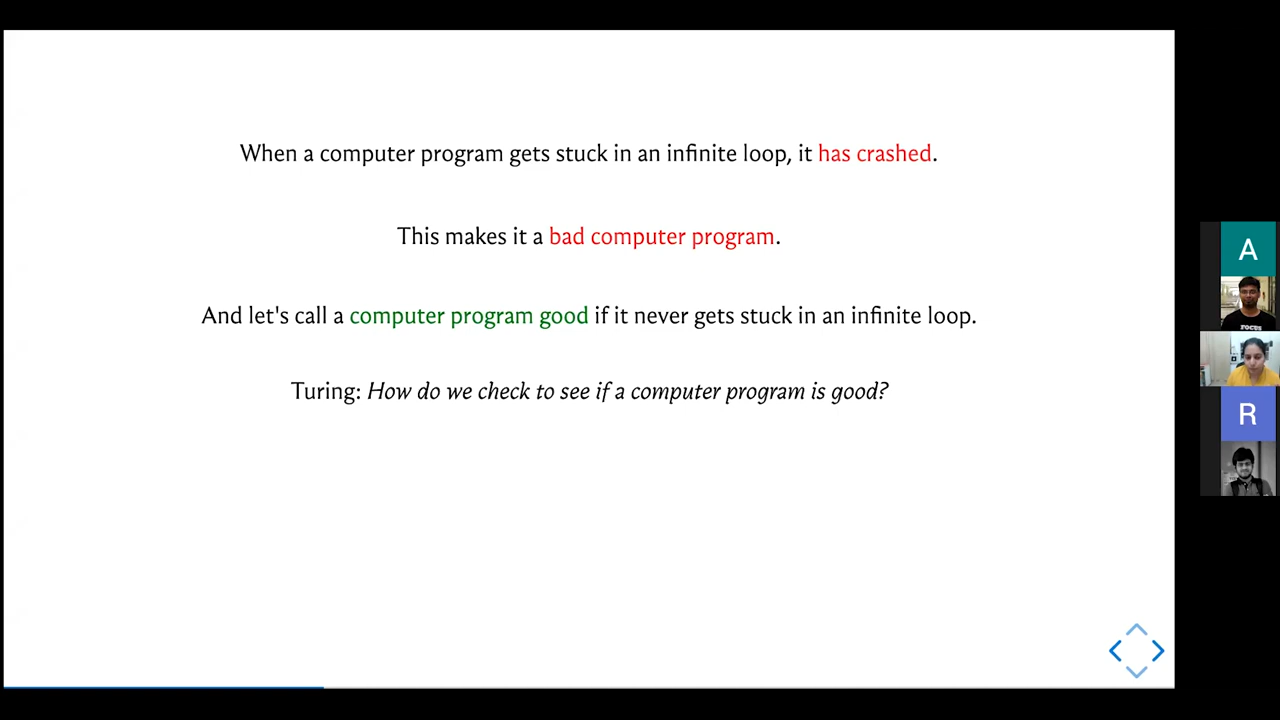 When a computer program gets stuck in an infinite loop, it has crashed.
This makes it a bad computer program.
And let's call a computer program good if it never gets stuck in an infinite loop.
Turing: How do we check to see if a computer program is good?
A
FOCUS
R